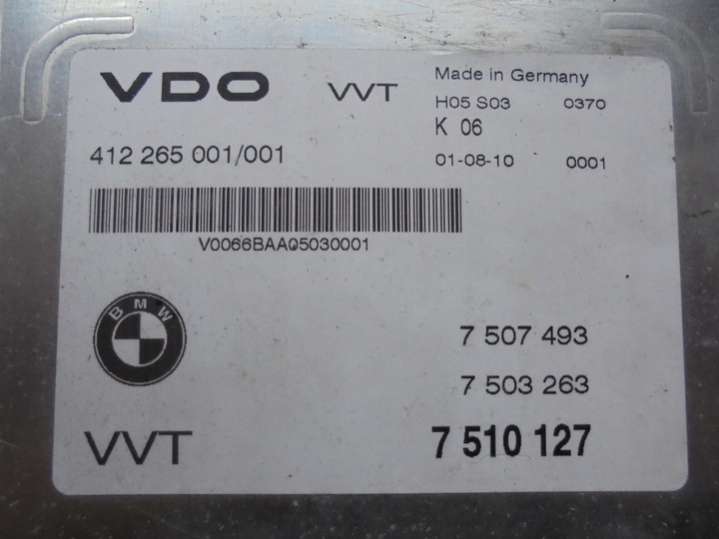 VDO VVT Made in Germany
H05 S03 0370
K 06
412 265 001/001 01-08-10 0001
V0066BAAQ5030001
BMW
7 507 493
7 503 263
VVT 7 510 127